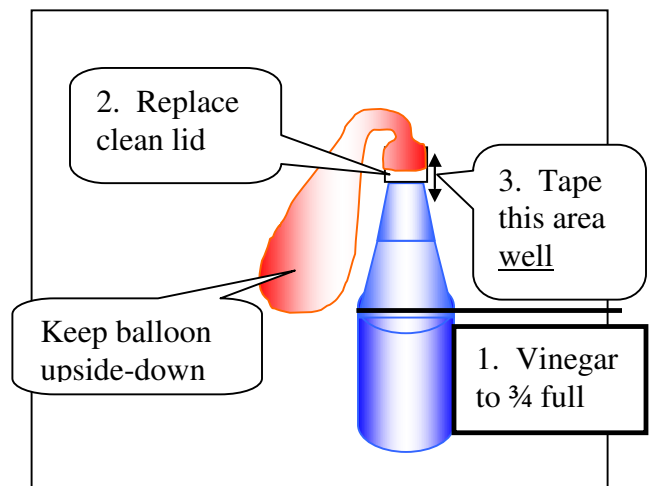 2.  Replace
clean lid
3.  Tape
this area
well
Keep balloon
upside-down
1.  Vinegar
to ¾ full